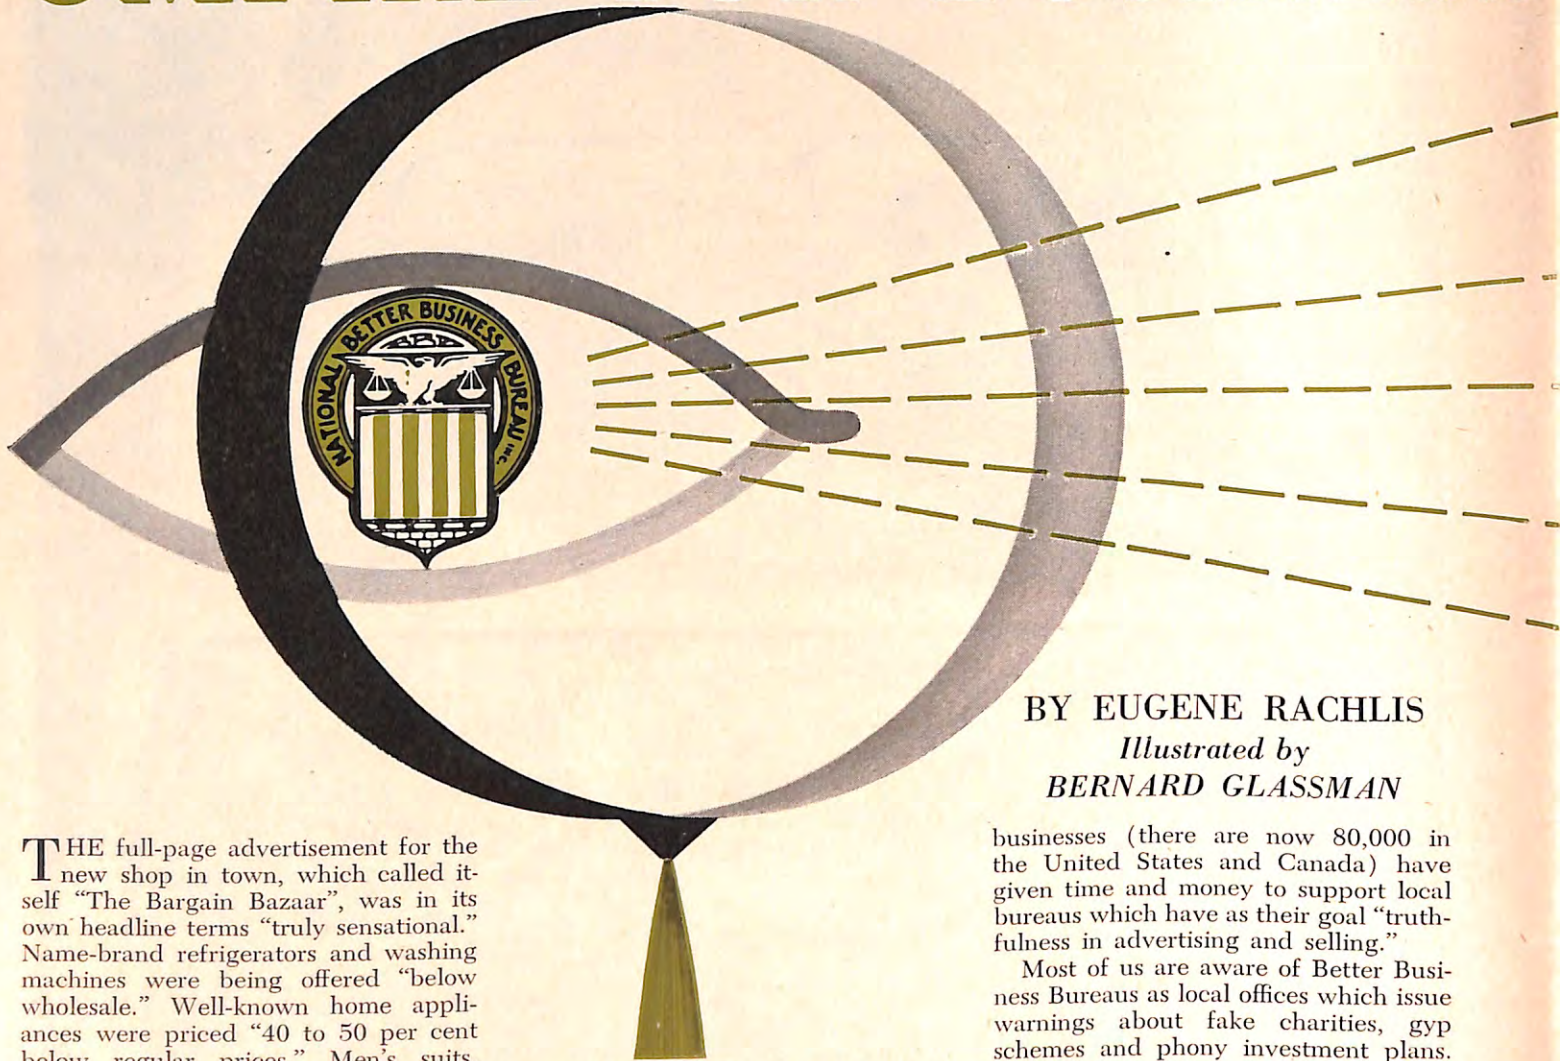 NATIONAL BETTER BUSINESS BUREAU INC.
BBB
BY EUGENE RACHLIS
Illustrated by
BERNARD GLASSMAN
THE full-page advertisement for the
new shop in town, which called it-
self “The Bargain Bazaar”, was in its
own headline terms “truly sensational.”
Name-brand refrigerators and washing
machines were being offered “below
wholesale.” Well-known home appli-
ances were priced “40 to 50 per cent
below regular prices.” Men’s suits,
businesses (there are now 80,000 in
the United States and Canada) have
given time and money to support local
bureaus which have as their goal “truth-
fulness in advertising and selling.”
Most of us are aware of Better Busi-
ness Bureaus as local offices which issue
warnings about fake charities, gyp
schemes and phony investment plans.